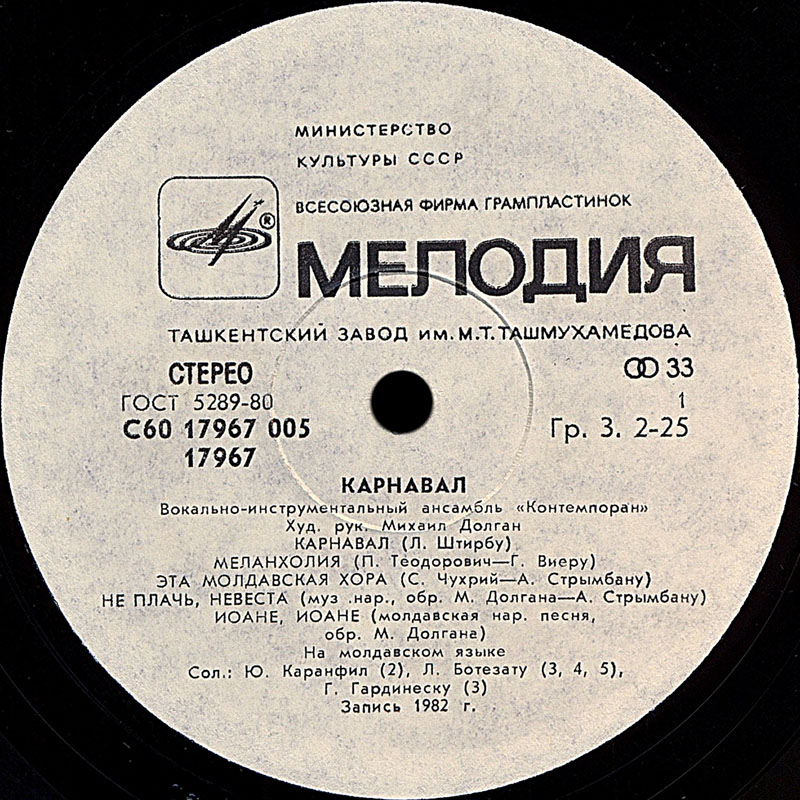 МИНИСТЕРСТВО
КУЛЬТУРЫ СССР
ВСЕСОЮЗНАЯ ФИРМА ГРАМПЛАСТИНОК
®
МЕЛОДИЯ
ТАШКЕНТСКИЙ ЗАВОД им. М.Т. ТАШМУХАМЕДОВА
СТЕРЕО
33
ГОСТ 5289-80
1
С60 17967 005
Гр. 3. 2-25
17967
КАРНАВАЛ
Вокально-инструментальный ансамбль «Контемпоран»
Худ. рук. Михаил Долган
КАРНАВАЛ (Л. Штирбу)
МЕЛАНХОЛИЯ (П. Теодорович—Г. Виеру)
ЭТА МОЛДАВСКАЯ ХОРА (С. Чухрий—А. Стрымбану)
НЕ ПЛАЧЬ, НЕВЕСТА (муз .нар., обр. М. Долгана—А. Стрымбану)
ИОАНЕ, ИОАНЕ (молдавская нар. песня,
обр. М. Долгана)
На молдавском языке
Сол.: Ю. Каранфил (2), Л. Ботезату (3, 4, 5),
Г. Гардинеску (3)
Запись 1982 г.